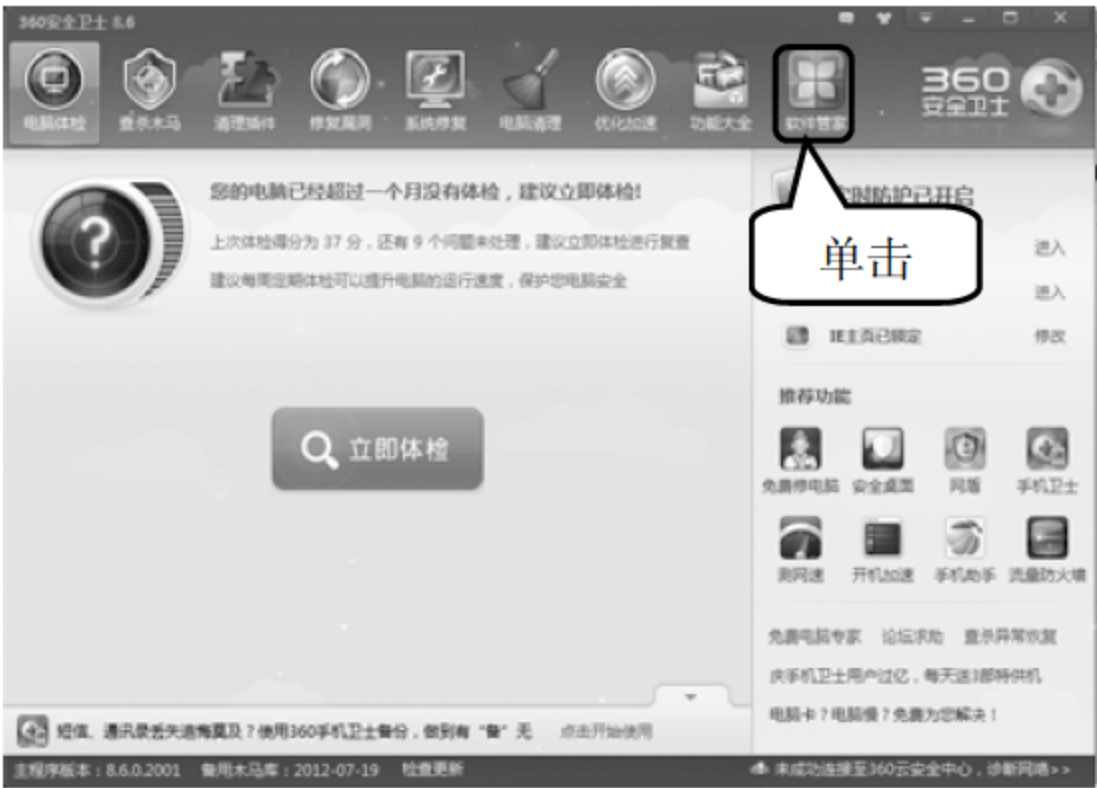 360安全卫士 8.6
电脑体检 查杀木马 清理插件 修复漏洞 系统修复 电脑清理 优化加速 功能大全 软件管家
360
安全卫士
您的电脑已经超过一个月没有体检，建议立即体检!
实时防护已开启
上次体检得分为 37 分，还有 9 个问题未处理，建议立即体检进行复查
单击
进入
建议每周定期体检可以提升电脑的运行速度，保护您电脑安全
进入
IE主页已锁定 修改
推荐功能
立即体检
免费修电脑 安全桌面 网盾 手机卫士
测网速 开机加速 手机助手 流量防火墙
免费电脑专家 论坛求助 查杀异常恢复
庆手机卫士用户过亿，每天送3部特供机
电脑卡？电脑慢？免费为您解决！
短信、通讯录丢失追悔莫及？使用360手机卫士备份，做到有“备”无 点击开始使用
主程序版本：8.6.0.2001 备用木马库：2012-07-19 检查更新
未成功连接至360云安全中心，诊断网络>>